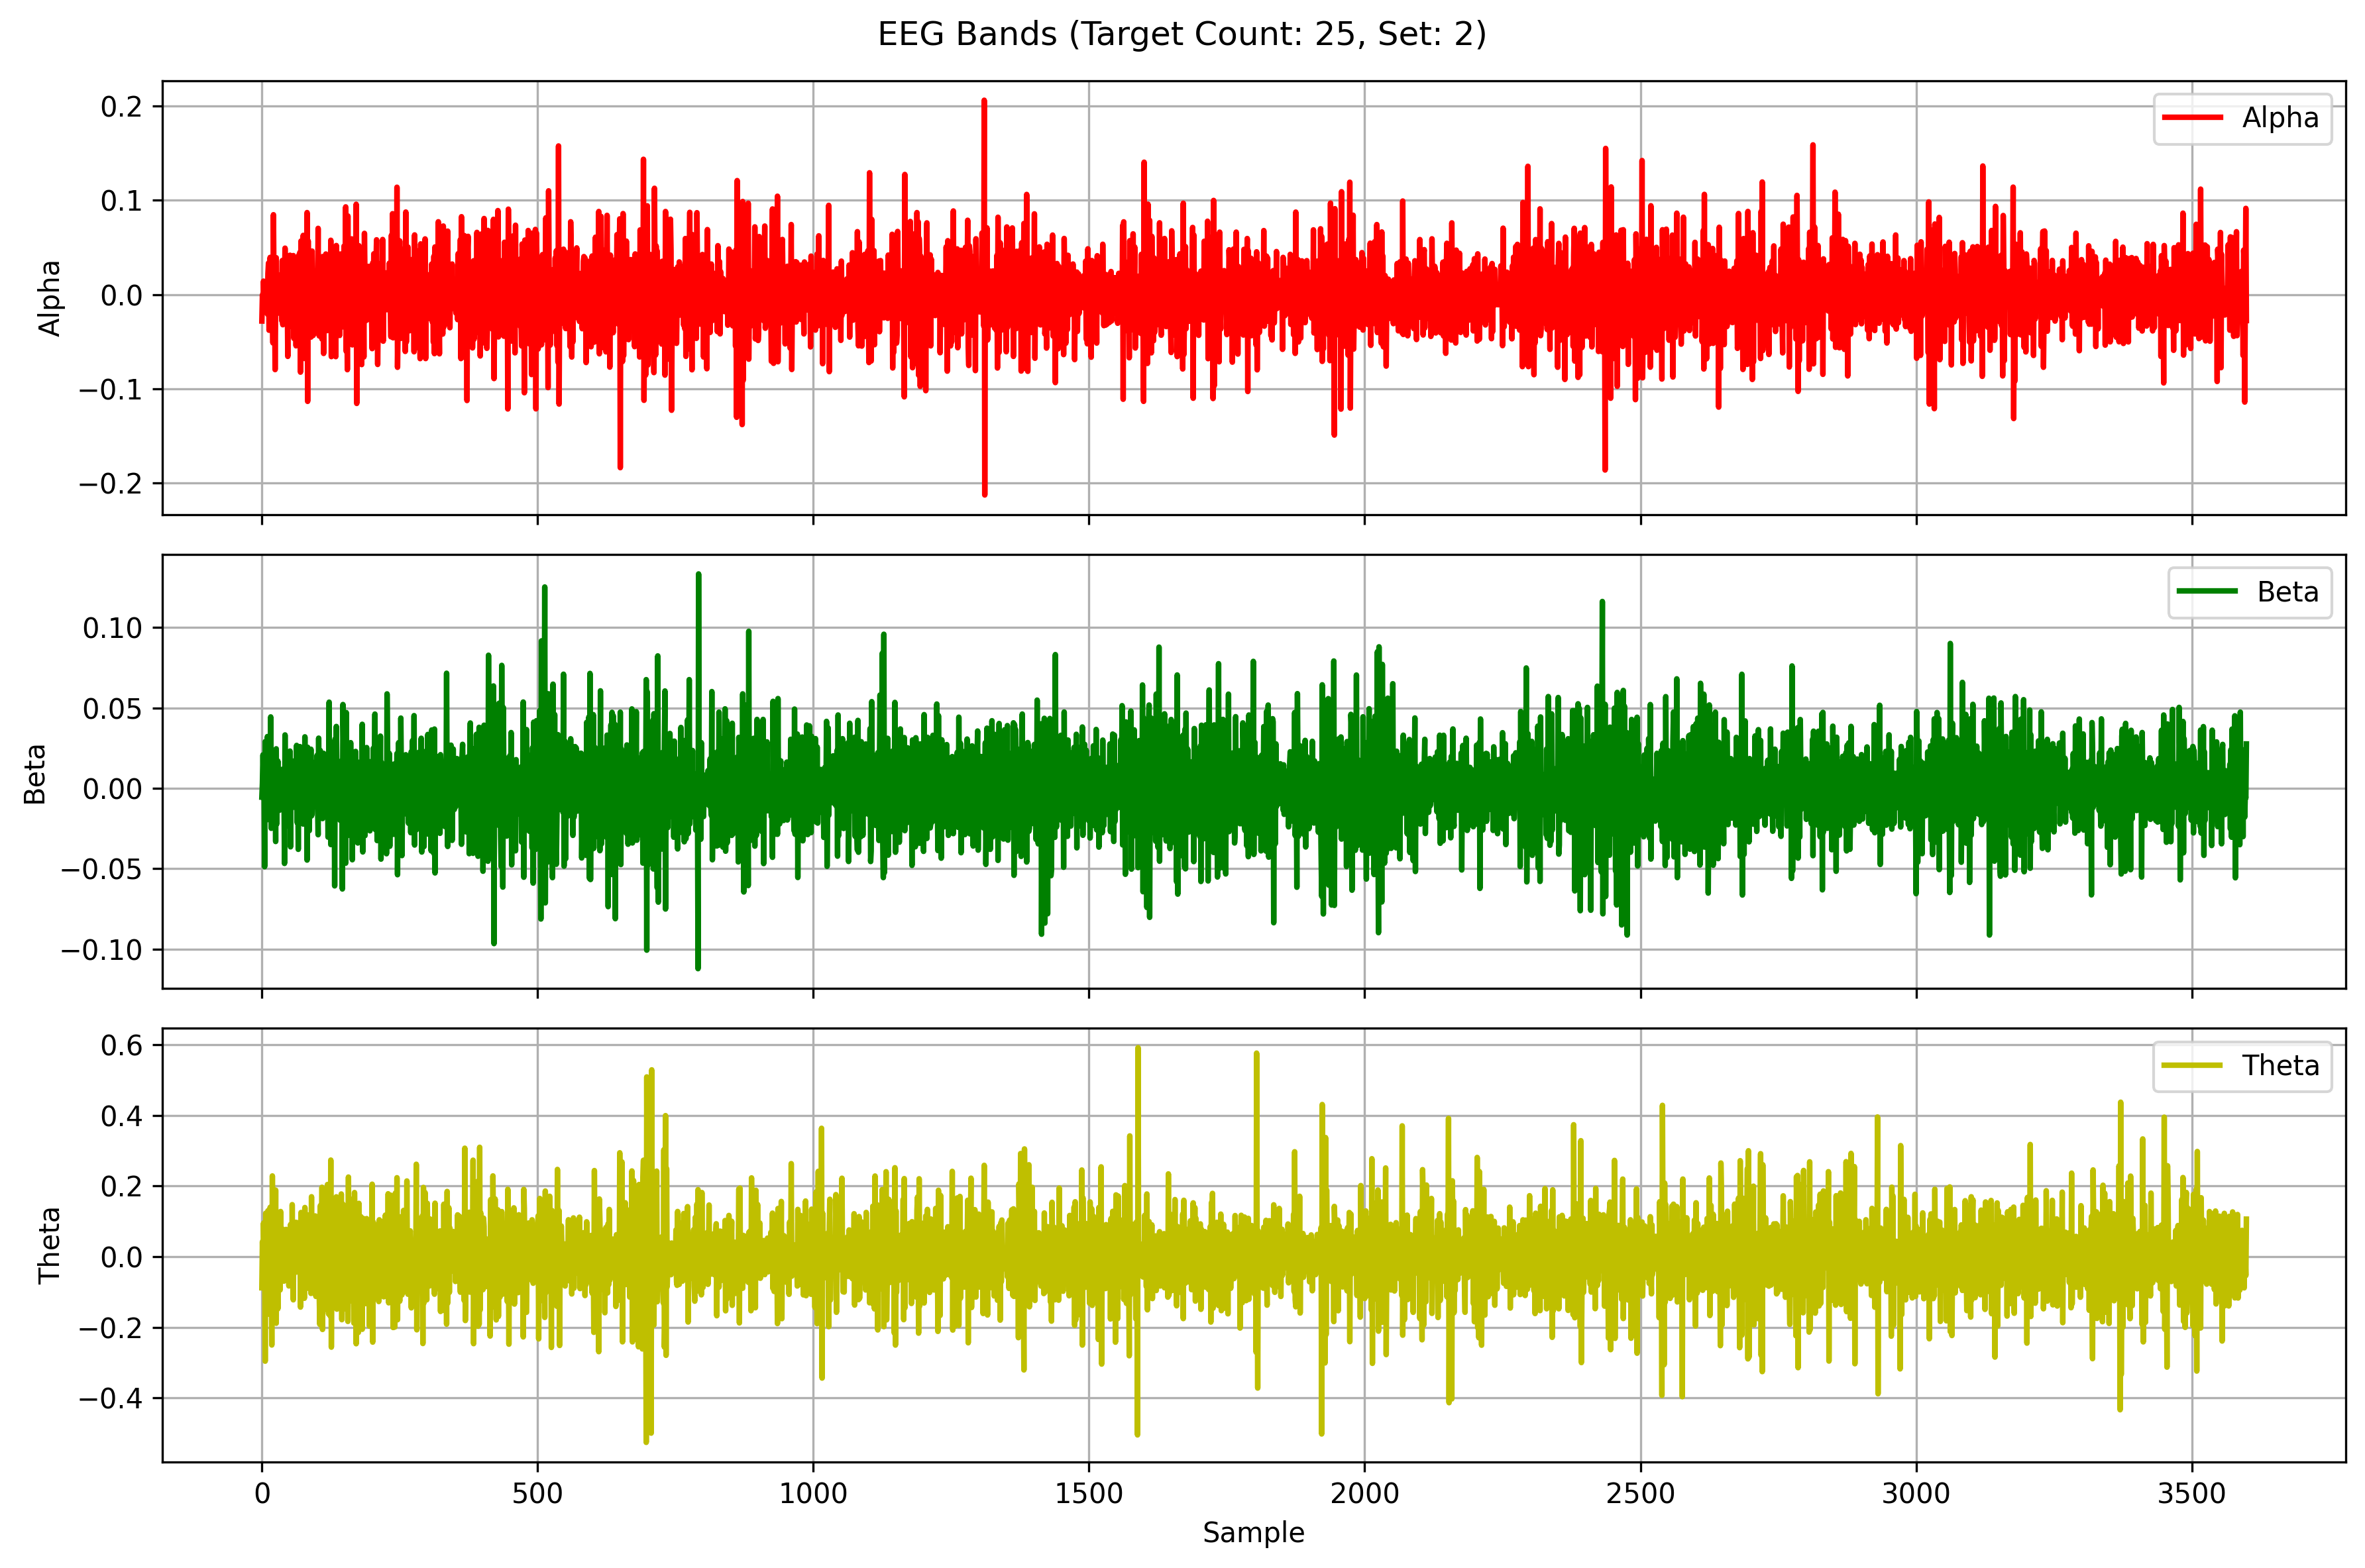 EEG Bands (Target Count: 25, Set: 2)
0.2
0.1
0.0
−0.1
−0.2
Alpha
Alpha
0.10
0.05
0.00
−0.05
−0.10
Beta
Beta
0.6
0.4
0.2
0.0
−0.2
−0.4
Theta
Theta
0 500 1000 1500 2000 2500 3000 3500
Sample